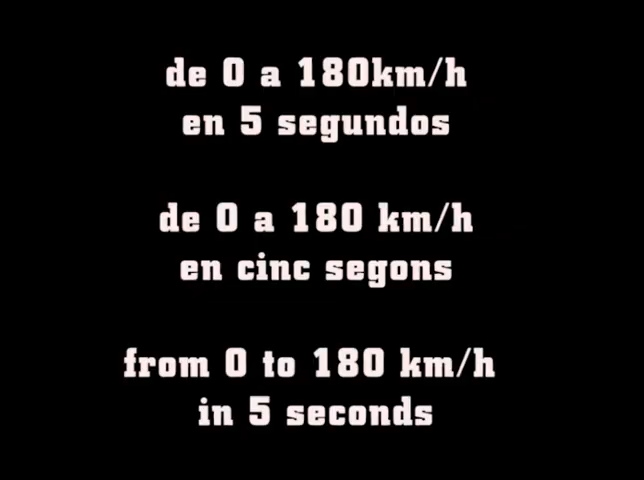 de 0 a 180km/h
en 5 segundos
de 0 a 180 km/h
en cinc segons
from 0 to 180 km/h
in 5 seconds